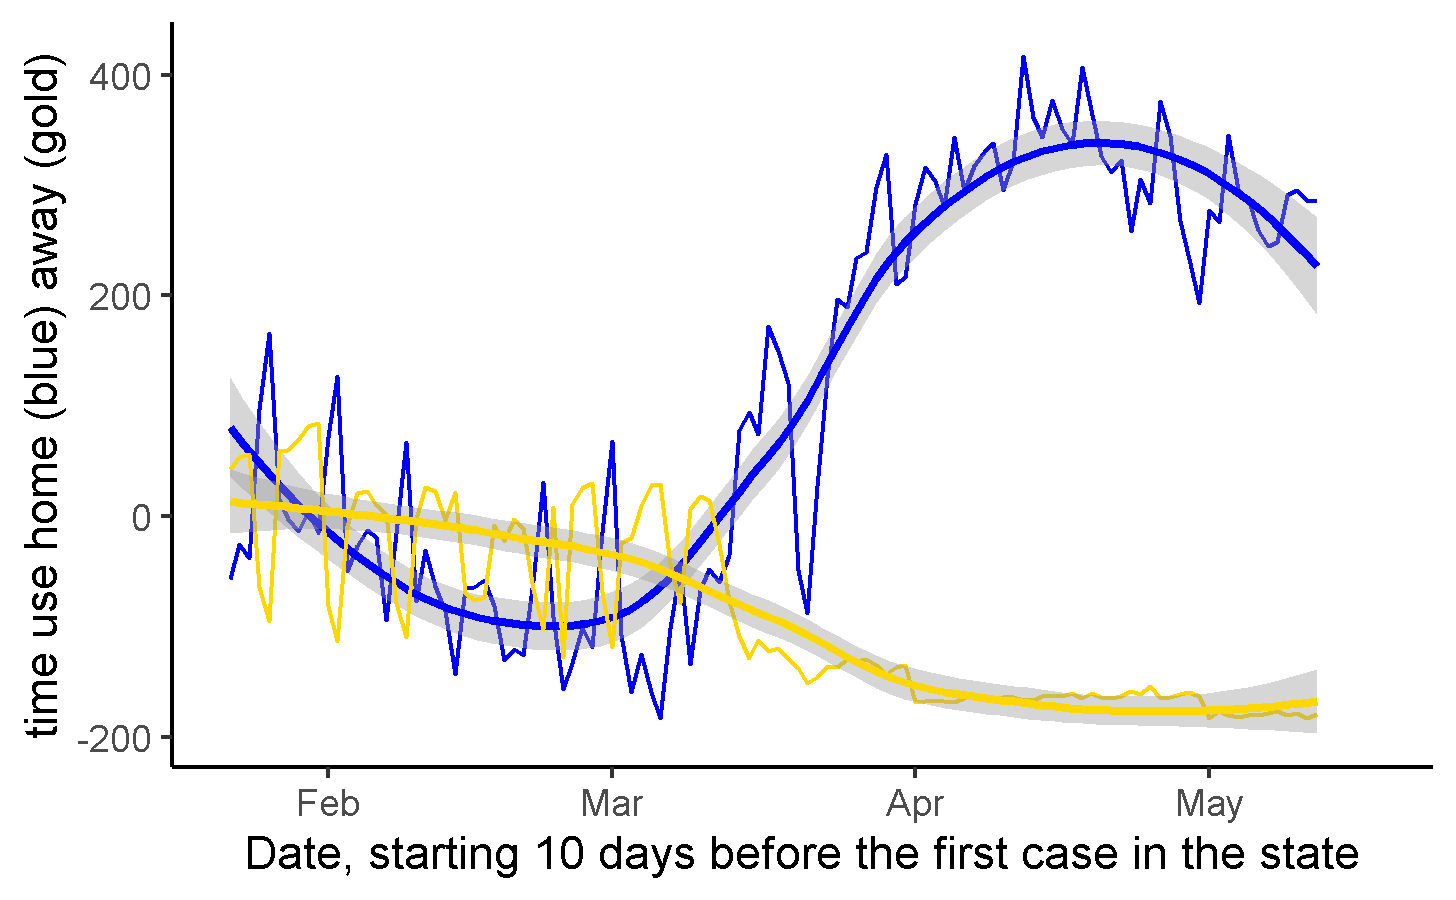 time use home (blue) away (gold)
400
200
0
-200
Feb Mar Apr May
Date, starting 10 days before the first case in the state